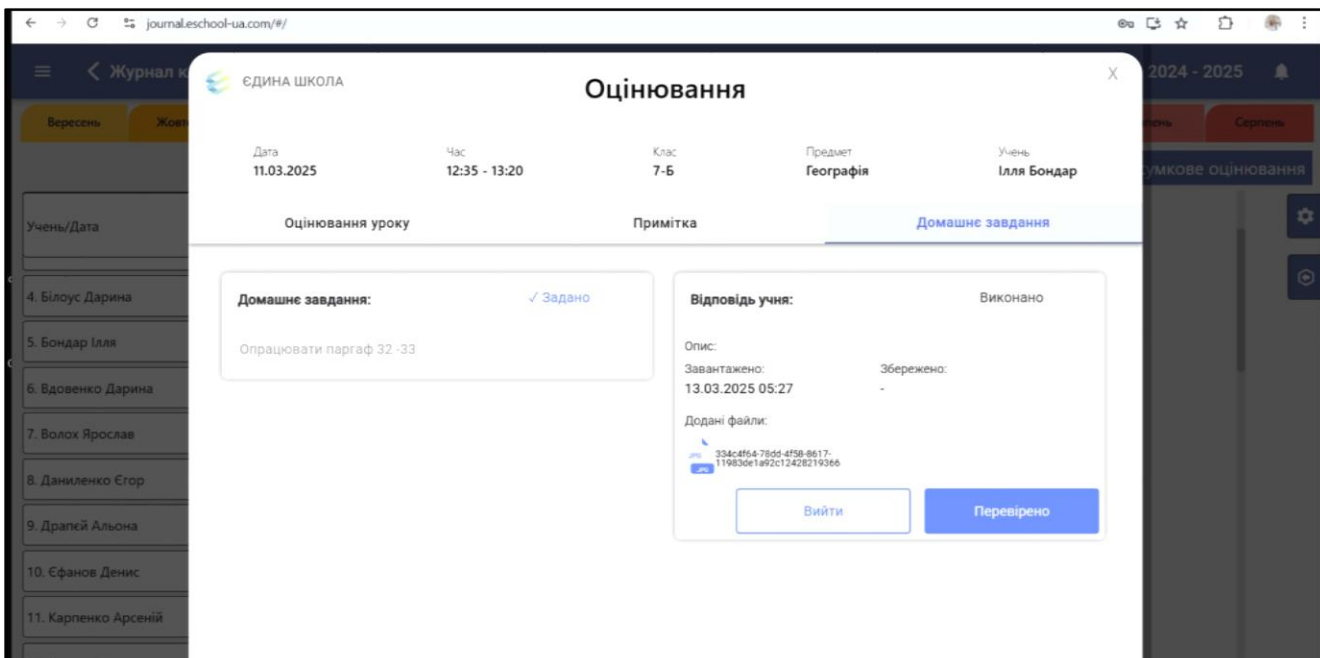 journal.eschool-ua.com/#/
Журнал к
2024 - 2025
ЄДИНА ШКОЛА
Оцінювання
X
Вересень
Жовт
Серпень
Дата
Час
Клас
Предмет
Учень
11.03.2025
12:35 - 13:20
7-Б
Географія
Ілля Бондар
умкове оцінювання
Оцінювання уроку
Примітка
Домашнє завдання
Учень/Дата
4. Білоус Дарина
5. Бондар Ілля
6. Вдовенко Дарина
7. Волох Ярослав
8. Даниленко Єгор
9. Драпєй Альона
10. Єфанов Денис
11. Карпенко Арсеній
Домашнє завдання:
✓ Задано
Опрацювати параф 32 -33
Відповідь учня:
Виконано
Опис:
Завантажено:
Збережено:
13.03.2025 05:27
-
Додані файли:
JPG
334c4f64-78dd-4f58-8617-
11983de1a92c12428219366
Вийти
Перевірено